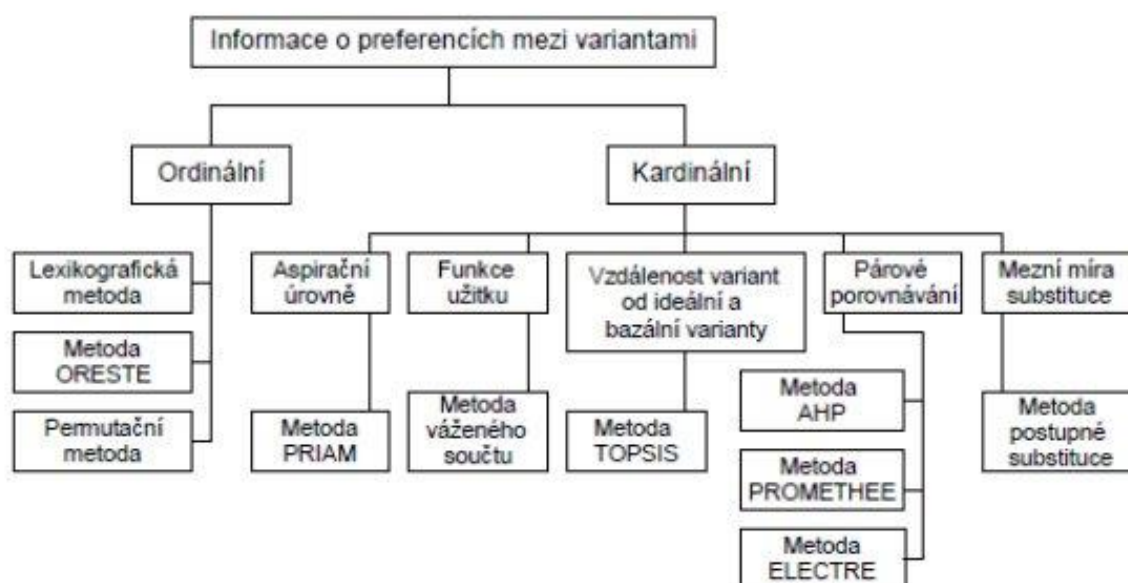 Informace o preferencích mezi variantami
Ordinální
Kardinální
Lexikografická
metoda
Metoda
ORESTE
Permutační
metoda
Aspirační
úrovně
Metoda
PRIAM
Funkce
užitku
Metoda
váženého
součtu
Vzdálenost variant
od ideální a
bazální varianty
Metoda
TOPSIS
Párové
porovnávání
Metoda
AHP
Metoda
PROMETHEE
Metoda
ELECTRE
Mezní míra
substituce
Metoda
postupné
substituce